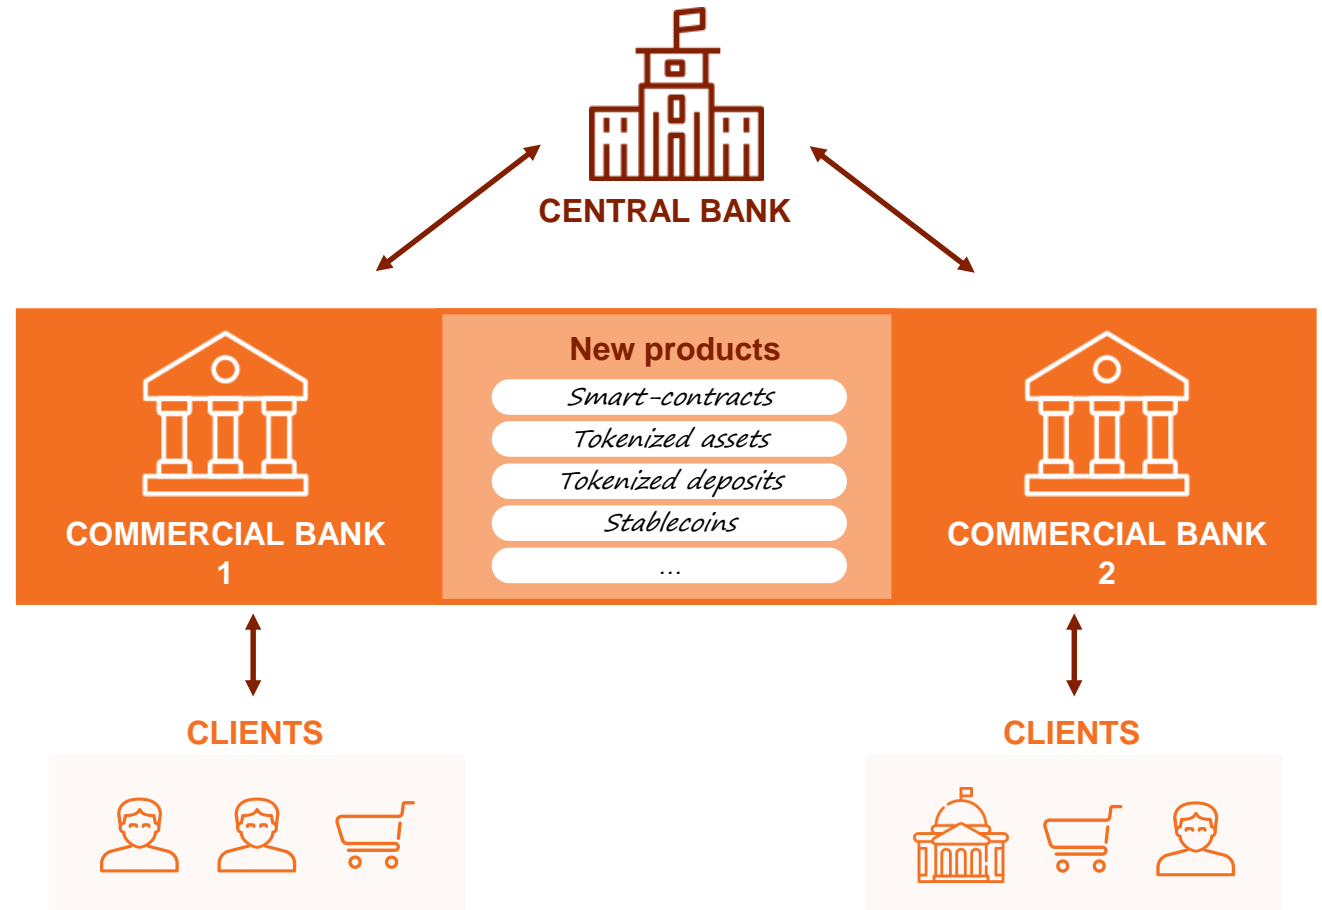 CENTRAL BANK
New products
Smart-contracts
Tokenized assets
Tokenized deposits
Stablecoins
...
COMMERCIAL BANK
1
COMMERCIAL BANK
2
CLIENTS
CLIENTS